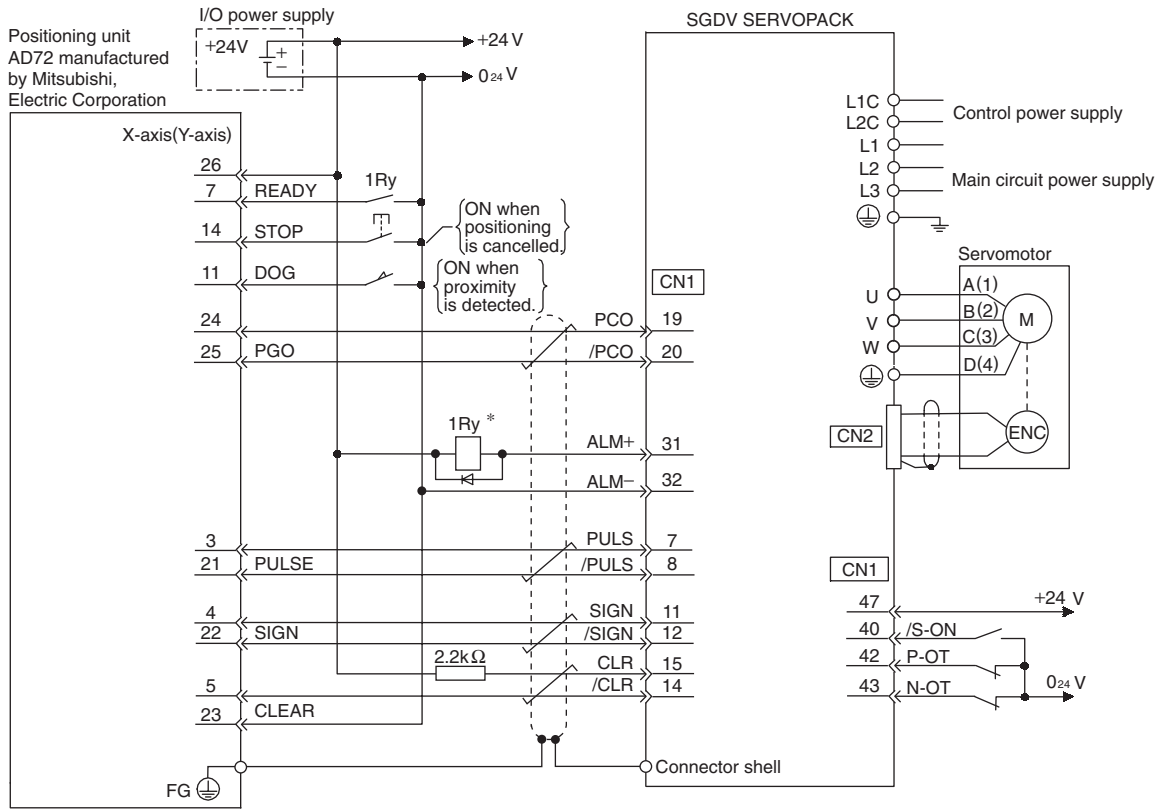 I/O power supply
+24V
+
−
+24 V
024 V
Positioning unit
AD72 manufactured
by Mitsubishi,
Electric Corporation
SGDV SERVOPACK
X-axis(Y-axis)
26
7 READY 1Ry
14 STOP
ON when
positioning
is cancelled.
11 DOG
ON when
proximity
is detected.
CN1
24 PCO 19
25 PGO /PCO 20
1Ry *
ALM+ 31
ALM− 32
3 PULS 7
21 PULSE /PULS 8
4 SIGN 11
22 SIGN /SIGN 12
2.2kΩ CLR 15
5 /CLR 14
23 CLEAR
FG
Connector shell
L1C
L2C
Control power supply
L1
L2
L3
Main circuit power supply
Servomotor
U A(1)
V B(2)
W C(3)
D(4)
M
CN2
ENC
CN1
47 +24 V
40 /S-ON
42 P-OT
43 N-OT 024 V